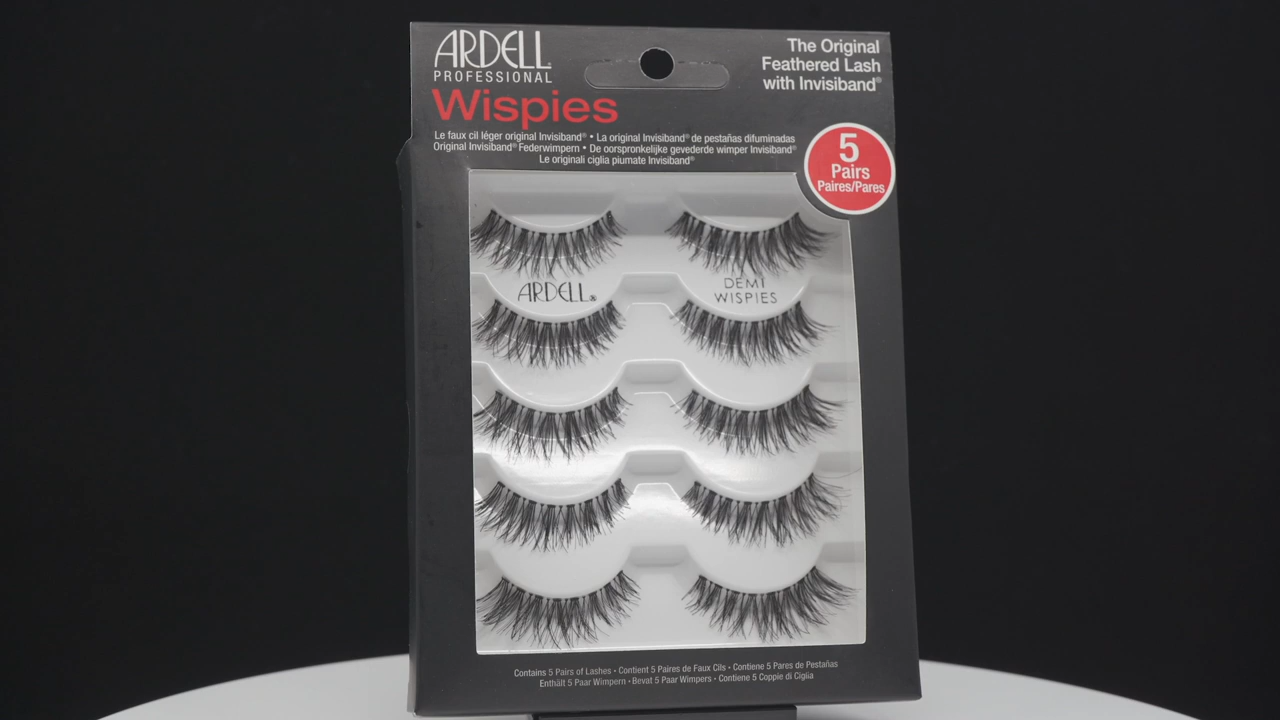 ARDELL®
PROFESSIONAL
Wispies
The Original
Feathered Lash
with Invisiband®
Le faux cil léger original Invisiband® • La original Invisiband® de pestañas difuminadas
Original Invisiband® Federwimpern • De oorspronkelijke gevederde wimper Invisiband®
Le originali ciglia piumate Invisiband®
5
Pairs
Paires/Pares
ARDELL®
DEMI
WISPIES
Contains 5 Pairs of Lashes • Contient 5 Paires de Faux Cils • Contiene 5 Pares de Pestañas
Enthält 5 Paar Wimpern • Bevat 5 Paar Wimpers • Contiene 5 Coppie di Ciglia